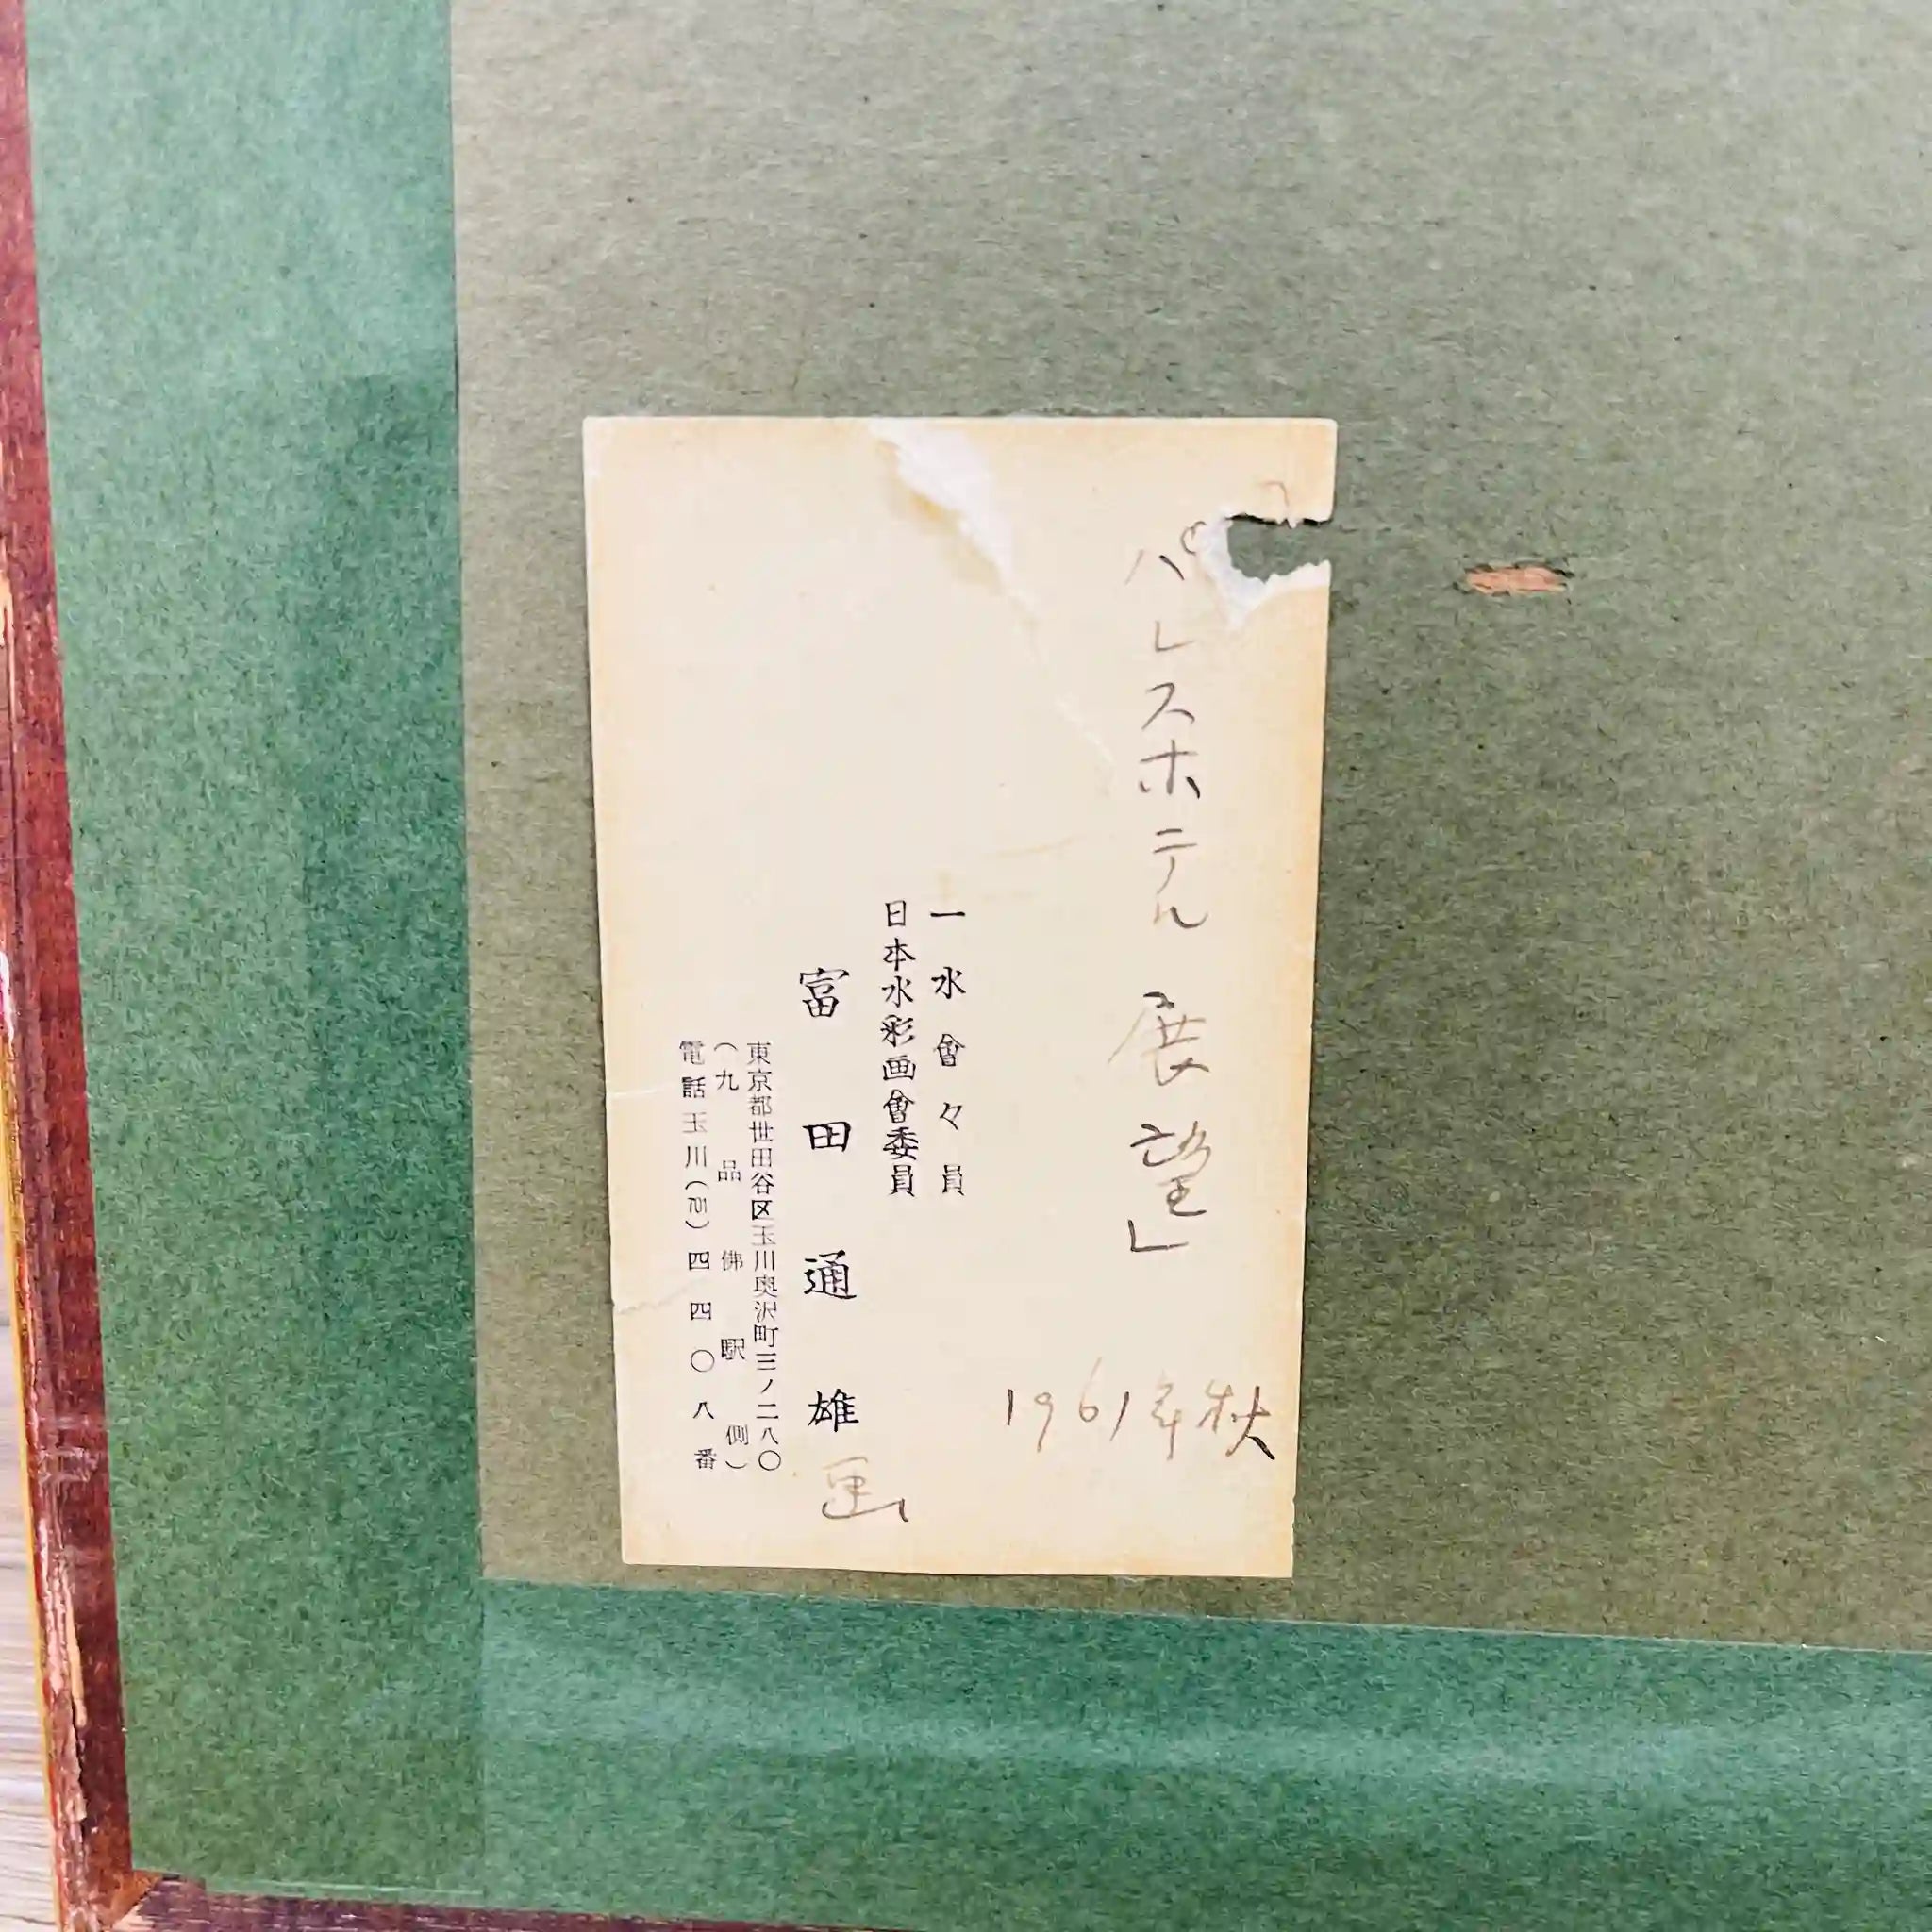 「パレスホテル展望」
1961年秋
一水會々員
日本水彩画會委員
富田通雄画
東京都世田谷区玉川奥沢町三ノ二八〇
(九品佛駅側)
電話玉川(701)四四〇八番